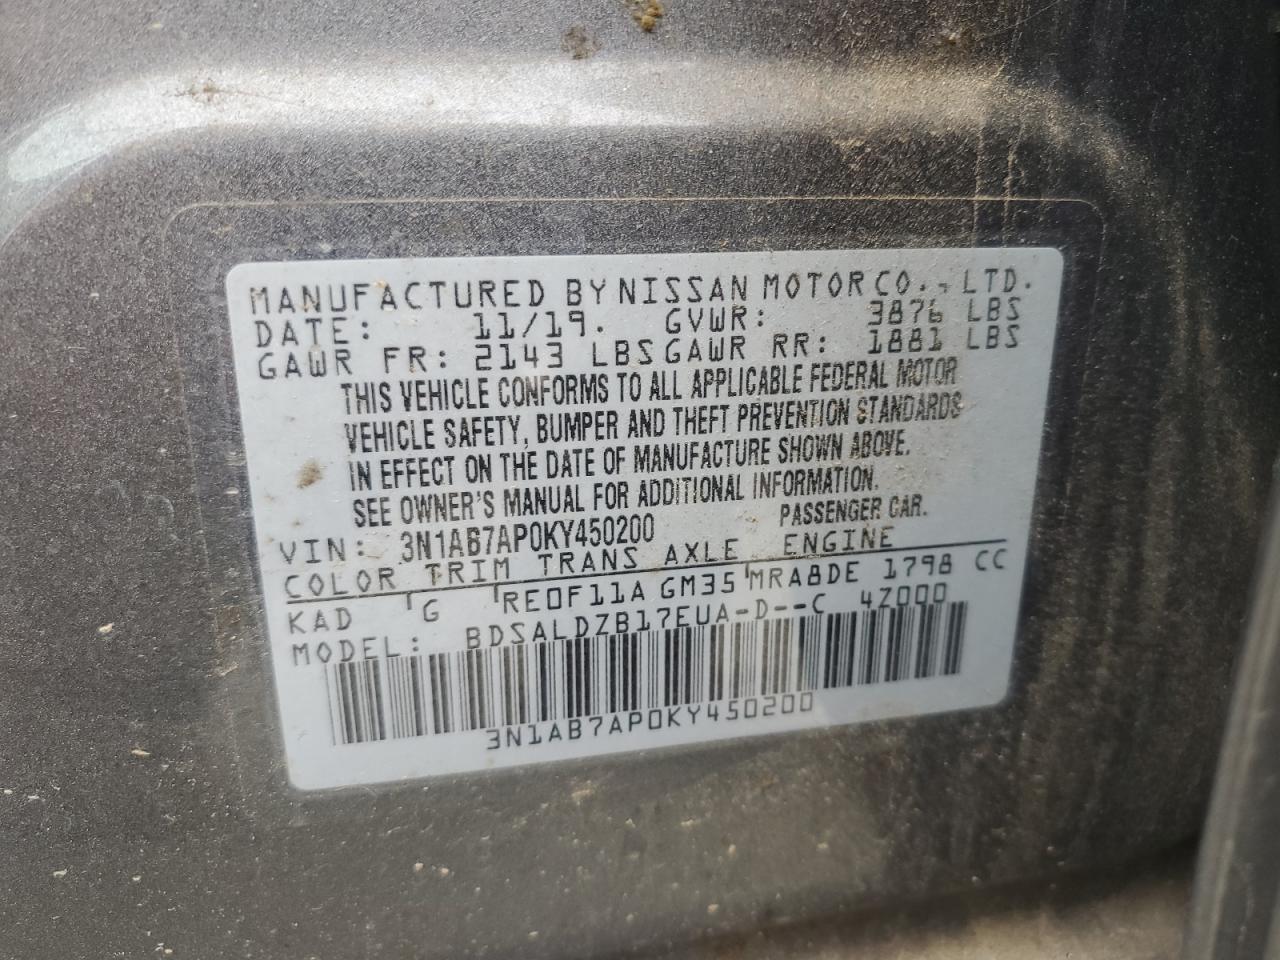 MANUFACTURED BY NISSAN MOTOR CO., LTD.
DATE: 11/19. GVWR: 3876 LBS
GAWR FR: 2143 LBS GAWR RR: 1881 LBS
THIS VEHICLE CONFORMS TO ALL APPLICABLE FEDERAL MOTOR
VEHICLE SAFETY, BUMPER AND THEFT PREVENTION STANDARDS
IN EFFECT ON THE DATE OF MANUFACTURE SHOWN ABOVE.
SEE OWNER'S MANUAL FOR ADDITIONAL INFORMATION.
VIN: 3N1AB7AP0KY450200 PASSENGER CAR.
COLOR TRIM TRANS AXLE ENGINE
KAD G RE0F11A GM35 MRA8DE 1798 CC
MODEL: BDSALDZB17EUA-D--C 4Z000
3N1AB7AP0KY450200